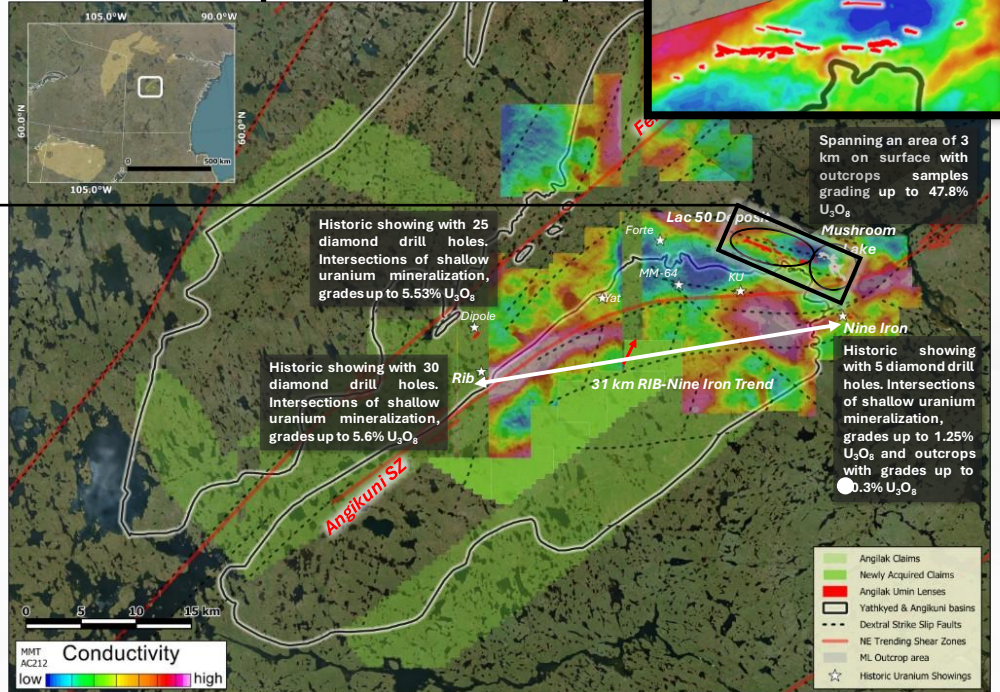 105.0°W
90.0°W
60.0°N
60.0°N
0
500 km
105.0°W
Spanning an area of 3
km on surface with
outcrops samples
grading up to 47.8%
U3O8
Historic showing with 25
diamond drill holes.
Intersections of shallow
uranium mineralization,
grades up to 5.53% U3O8
Lac 50 Deposit
Mushroom
Lake
Forte
MM-64
KU
Yat
Dipole
Nine Iron
Rib
31 km RIB-Nine Iron Trend
Historic showing with 30
diamond drill holes.
Intersections of shallow
uranium mineralization,
grades up to 5.6% U3O8
Historic showing
with 5 diamond drill
holes. Intersections
of shallow uranium
mineralization,
grades up to 1.25%
U3O8 and outcrops
with grades up to
0.3% U3O8
Angikuni SZ
0 5 10 15 km
MMT
AC212
Conductivity
low
high
Angilak Claims
Newly Acquired Claims
Angilak Umin Lenses
Yathkyed & Angikuni basins
Dextral Strike Slip Faults
NE Trending Shear Zones
ML Outcrop area
Historic Uranium Showings